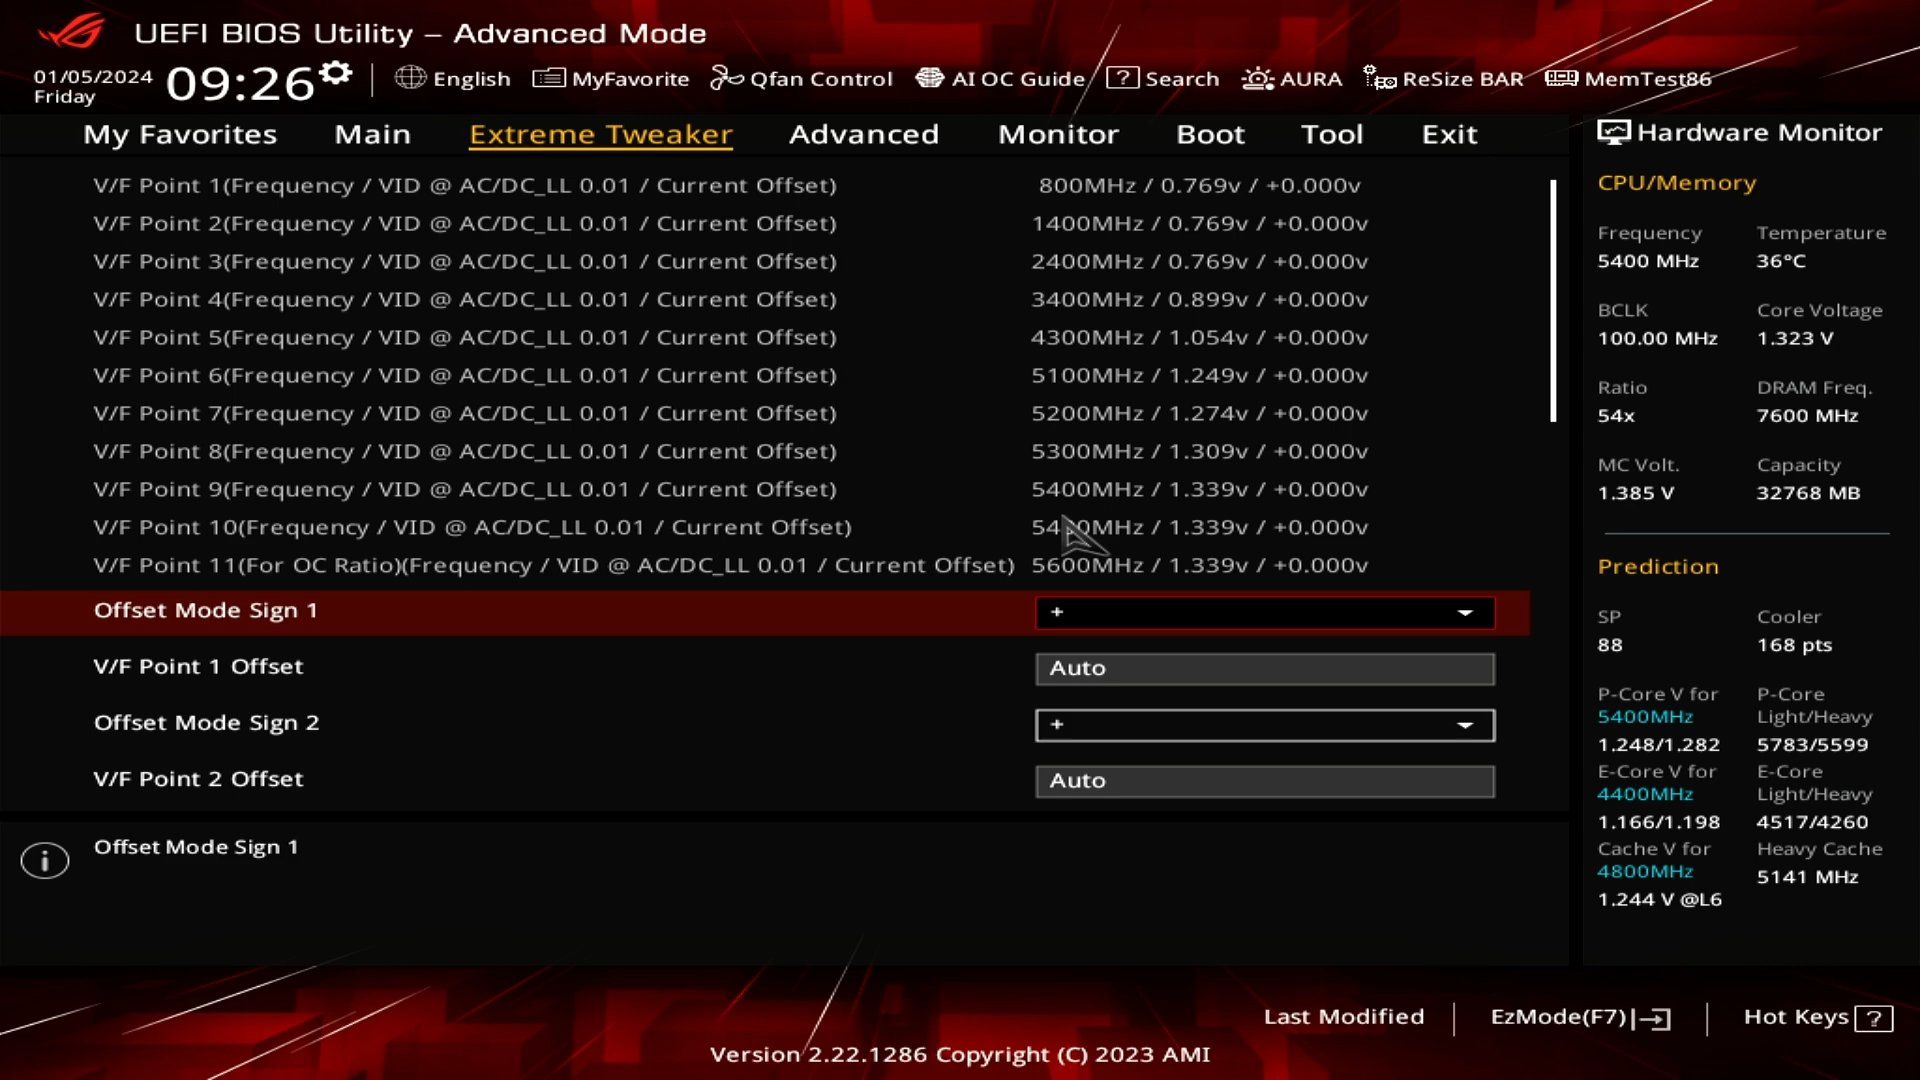 UEFI BIOS Utility – Advanced Mode
01/05/2024
Friday
09:26
English
MyFavorite
Qfan Control
AI OC Guide
? Search
AURA
ReSize BAR
MemTest86
My Favorites Main Extreme Tweaker Advanced Monitor Boot Tool Exit
V/F Point 1(Frequency / VID @ AC/DC_LL 0.01 / Current Offset) 800MHz / 0.769v / +0.000v
V/F Point 2(Frequency / VID @ AC/DC_LL 0.01 / Current Offset) 1400MHz / 0.769v / +0.000v
V/F Point 3(Frequency / VID @ AC/DC_LL 0.01 / Current Offset) 2400MHz / 0.769v / +0.000v
V/F Point 4(Frequency / VID @ AC/DC_LL 0.01 / Current Offset) 3400MHz / 0.899v / +0.000v
V/F Point 5(Frequency / VID @ AC/DC_LL 0.01 / Current Offset) 4300MHz / 1.054v / +0.000v
V/F Point 6(Frequency / VID @ AC/DC_LL 0.01 / Current Offset) 5100MHz / 1.249v / +0.000v
V/F Point 7(Frequency / VID @ AC/DC_LL 0.01 / Current Offset) 5200MHz / 1.274v / +0.000v
V/F Point 8(Frequency / VID @ AC/DC_LL 0.01 / Current Offset) 5300MHz / 1.309v / +0.000v
V/F Point 9(Frequency / VID @ AC/DC_LL 0.01 / Current Offset) 5400MHz / 1.339v / +0.000v
V/F Point 10(Frequency / VID @ AC/DC_LL 0.01 / Current Offset) 5400MHz / 1.339v / +0.000v
V/F Point 11(For OC Ratio)(Frequency / VID @ AC/DC_LL 0.01 / Current Offset) 5600MHz / 1.339v / +0.000v
Offset Mode Sign 1 +
V/F Point 1 Offset Auto
Offset Mode Sign 2 +
V/F Point 2 Offset Auto
i Offset Mode Sign 1
Hardware Monitor
CPU/Memory
Frequency Temperature
5400 MHz 36°C
BCLK Core Voltage
100.00 MHz 1.323 V
Ratio DRAM Freq.
54x 7600 MHz
MC Volt. Capacity
1.385 V 32768 MB
Prediction
SP Cooler
88 168 pts
P-Core V for P-Core
5400MHz Light/Heavy
1.248/1.282 5783/5599
E-Core V for E-Core
4400MHz Light/Heavy
1.166/1.198 4517/4260
Cache V for Heavy Cache
4800MHz 5141 MHz
1.244 V @L6
Last Modified
EzMode(F7)
Hot Keys ?
Version 2.22.1286 Copyright (C) 2023 AMI